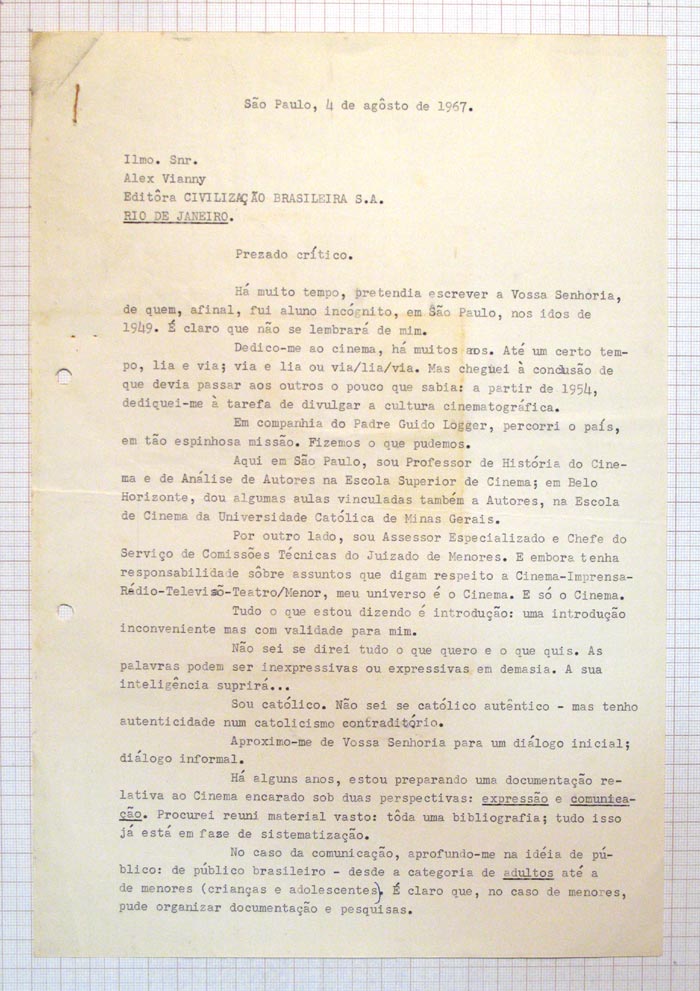 São Paulo, 4 de agôsto de 1967.
Ilmo. Snr.
Alex Vianny
Editôra CIVILIZAÇÃO BRASILEIRA S.A.
RIO DE JANEIRO.
Prezado crítico.
Há muito tempo, pretendia escrever a Vossa Senhoria,
de quem, afinal, fui aluno incógnito, em São Paulo, nos idos de
1949. É claro que não se lembrará de mim.
Dedico-me ao cinema, há muitos anos. Até um certo tem-
po, lia e via; via e lia ou via/lia/via. Mas cheguei à conclusão de
que devia passar aos outros o pouco que sabia: a partir de 1954,
dediquei-me à tarefa de divulgar a cultura cinematográfica.
Em companhia do Padre Guido Logger, percorri o país,
em tão espinhosa missão. Fizemos o que pudemos.
Aqui em São Paulo, sou Professor de História do Cine-
ma e de Análise de Autores na Escola Superior de Cinema; em Belo
Horizonte, dou algumas aulas vinculadas também a Autores, na Escola
de Cinema da Universidade Católica de Minas Gerais.
Por outro lado, sou Assessor Especializado e Chefe do
Serviço de Comissões Técnicas do Juizado de Menores. E embora tenha
responsabilidade sôbre assuntos que digam respeito a Cinema-Imprensa-
Rádio-Televisõ-Teatro/Menor, meu universo é o Cinema. E só o Cinema.
Tudo o que estou dizendo é introdução: uma introdução
inconveniente mas com validade para mim.
Não sei se direi tudo o que quero e o que quis. As
palavras podem ser inexpressivas ou expressivas em demasia. A sua
inteligência suprirá...
Sou católico. Não sei se católico autêntico - mas tenho
autenticidade num catolicismo contraditório.
Aproximo-me de Vossa Senhoria para um diálogo inicial;
diálogo informal.
Há alguns anos, estou preparando uma documentação re-
lativa ao Cinema encarado sob duas perspectivas: expressão e comunica-
ção. Procurei reuni material vasto: tôda uma bibliografia; tudo isso
já está em fase de sistematização.
No caso da comunicação, aprofundo-me na idéia de pú-
blico: de público brasileiro - desde a categoria de adultos até a
de menores (crianças e adolescentes). É claro que, no caso de menores,
pude organizar documentação e pesquisas.